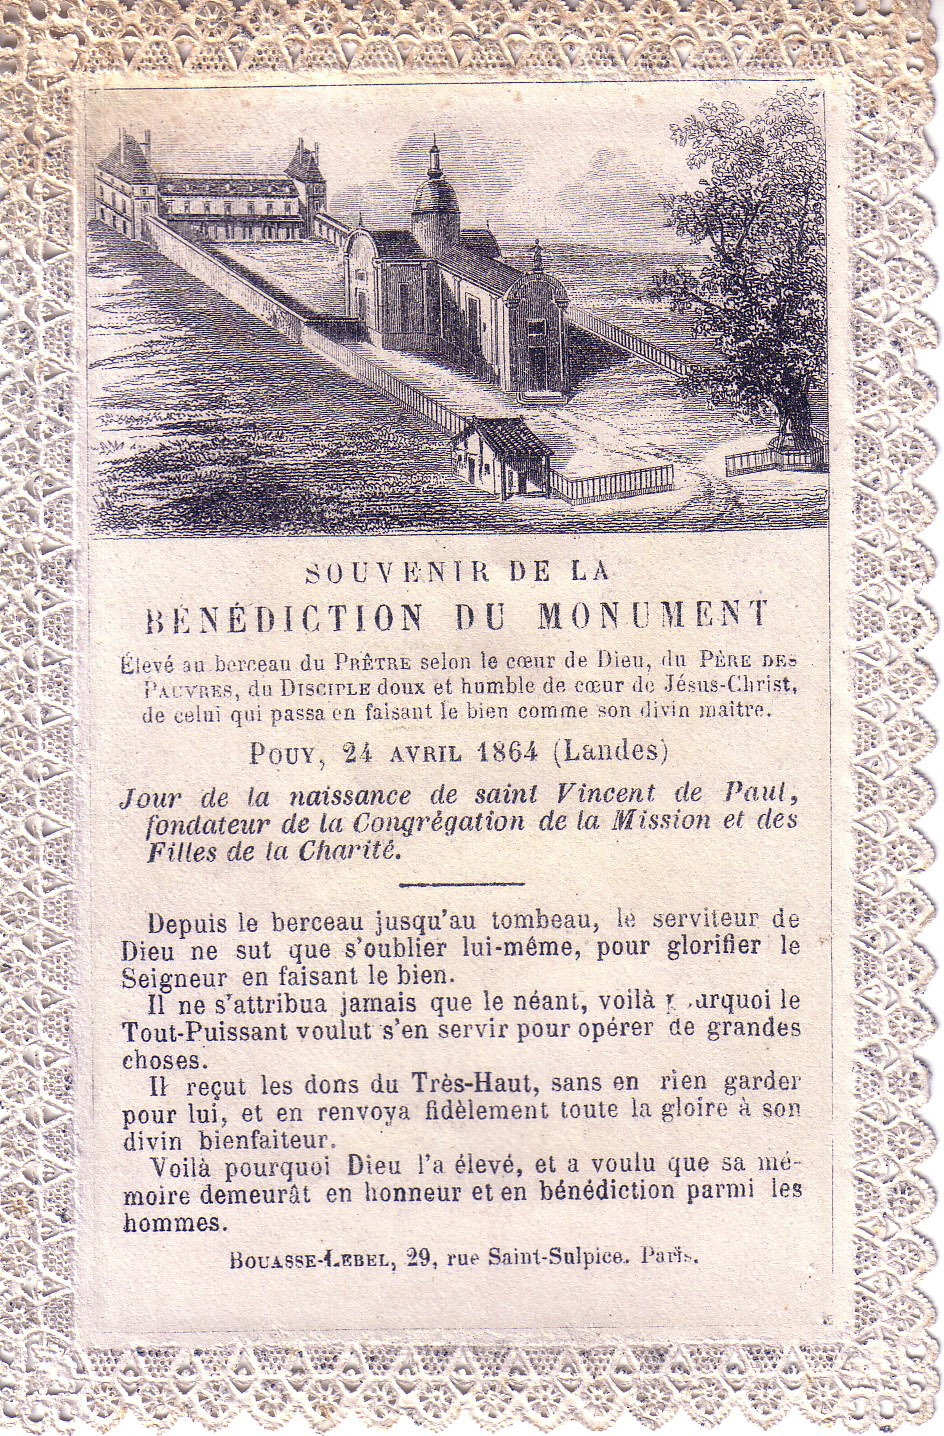 SOUVENIR DE LA
BÉNÉDICTION DU MONUMENT
Élevé au berceau du PRÊTRE selon le cœur de Dieu, du PÈRE DES
PAUVRES, du DISCIPLE doux et humble de cœur de Jésus-Christ,
de celui qui passa en faisant le bien comme son divin maitre.
POUY, 24 AVRIL 1864 (Landes)
Jour de la naissance de saint Vincent de Paul,
fondateur de la Congrégation de la Mission et des
Filles de la Charité.
Depuis le berceau jusqu'au tombeau, le serviteur de
Dieu ne sut que s'oublier lui-même, pour glorifier le
Seigneur en faisant le bien.
Il ne s'attribua jamais que le néant, voilà pourquoi le
Tout-Puissant voulut s'en servir pour opérer de grandes
choses.
Il reçut les dons du Très-Haut, sans en rien garder
pour lui, et en renvoya fidèlement toute la gloire à son
divin bienfaiteur.
Voilà pourquoi Dieu l'a élevé, et a voulu que sa mé-
moire demeurât en honneur et en bénédiction parmi les
hommes.
BOUASSE-LEBEL, 29, rue Saint-Sulpice. Paris.